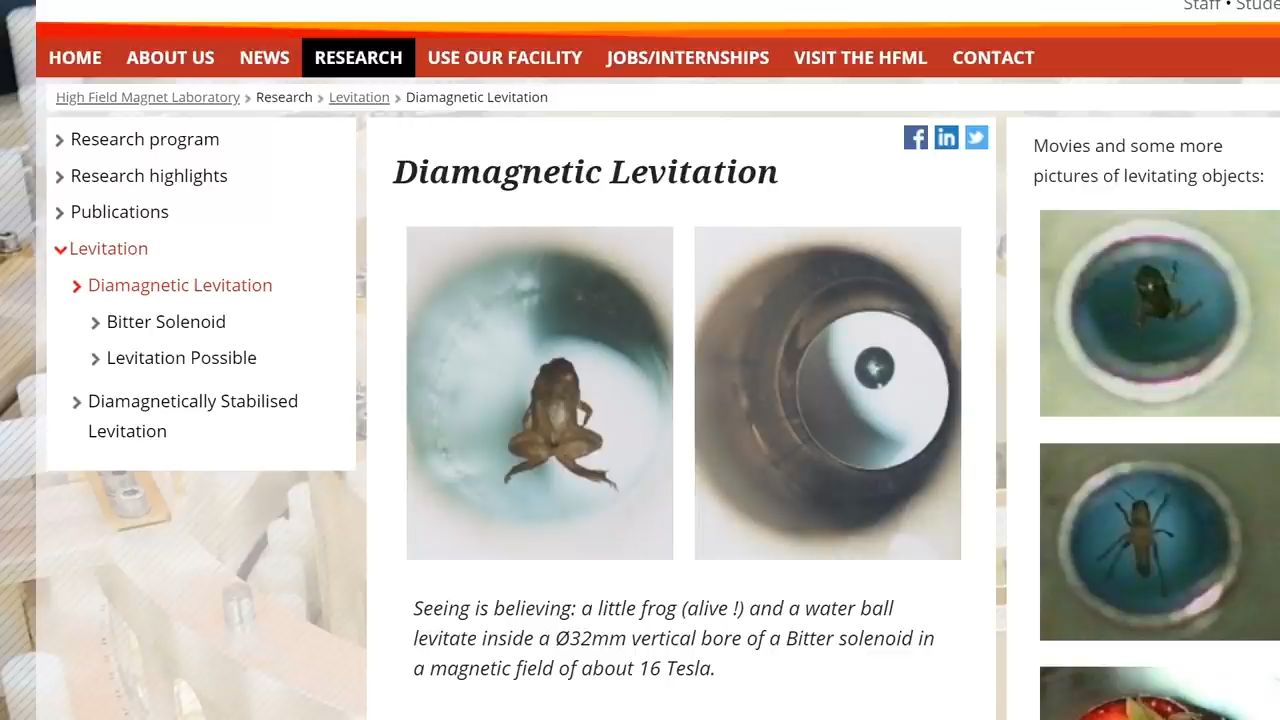 Staff • Stude
HOME ABOUT US NEWS RESEARCH USE OUR FACILITY JOBS/INTERNSHIPS VISIT THE HFML CONTACT
High Field Magnet Laboratory > Research > Levitation > Diamagnetic Levitation
Research program
Research highlights
Publications
Levitation
Diamagnetic Levitation
Bitter Solenoid
Levitation Possible
Diamagnetically Stabilised
Levitation
Diamagnetic Levitation
Seeing is believing: a little frog (alive !) and a water ball
levitate inside a Ø32mm vertical bore of a Bitter solenoid in
a magnetic field of about 16 Tesla.
Movies and some more
pictures of levitating objects: